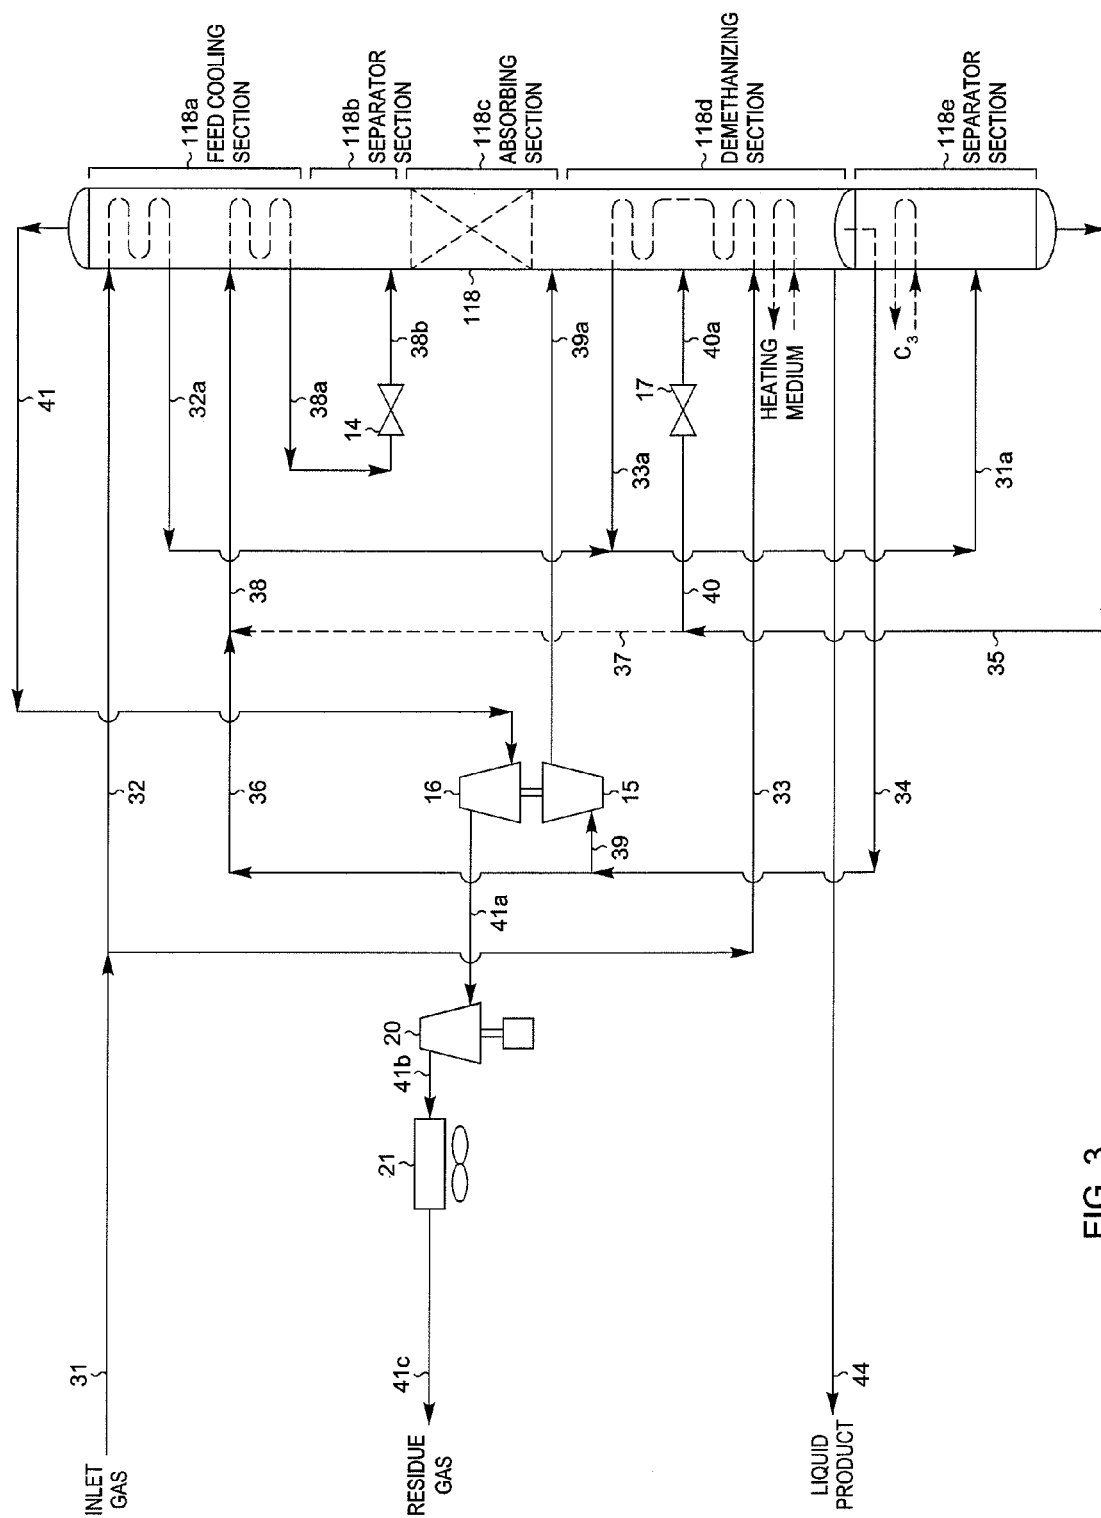 118a
FEED COOLING
SECTION
118b
SEPARATOR
SECTION
118c
ABSORBING
SECTION
118d
DEMETHANIZING
SECTION
118e
SEPARATOR
SECTION
118
41
32a
38a
14
38b
39a
33a
17
40a
HEATING
MEDIUM
C3
31a
38
40
37
35
32
36
16
15
39
33
34
41a
20
41b
21
31
41c
44
INLET
GAS
RESIDUE
GAS
LIQUID
PRODUCT
FIG. 3